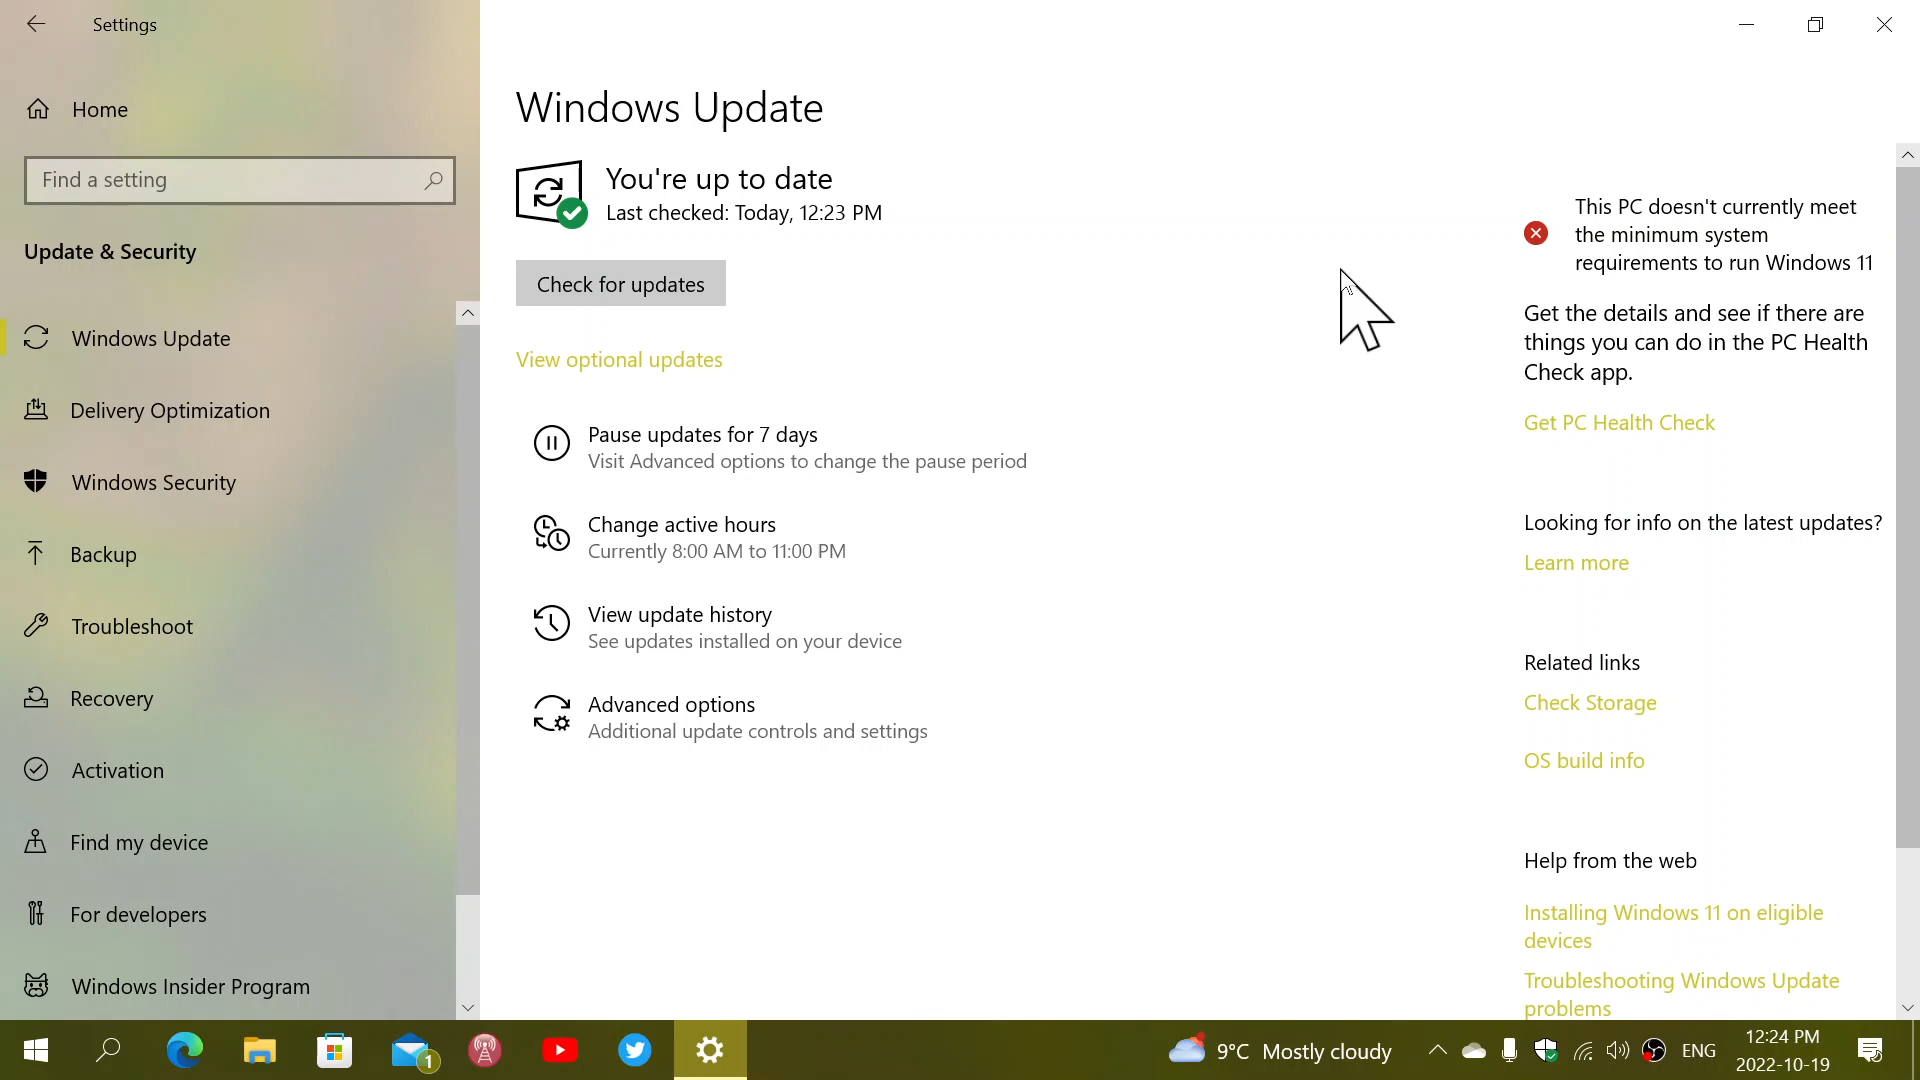 Settings
Home
Find a setting
Update & Security
Windows Update
Delivery Optimization
Windows Security
Backup
Troubleshoot
Recovery
Activation
Find my device
For developers
Windows Insider Program
Windows Update
You're up to date
Last checked: Today, 12:23 PM
Check for updates
View optional updates
Pause updates for 7 days
Visit Advanced options to change the pause period
Change active hours
Currently 8:00 AM to 11:00 PM
View update history
See updates installed on your device
Advanced options
Additional update controls and settings
This PC doesn't currently meet
the minimum system
requirements to run Windows 11
Get the details and see if there are
things you can do in the PC Health
Check app.
Get PC Health Check
Looking for info on the latest updates?
Learn more
Related links
Check Storage
OS build info
Help from the web
Installing Windows 11 on eligible
devices
Troubleshooting Windows Update
problems
1
9°C Mostly cloudy
ENG
12:24 PM
2022-10-19